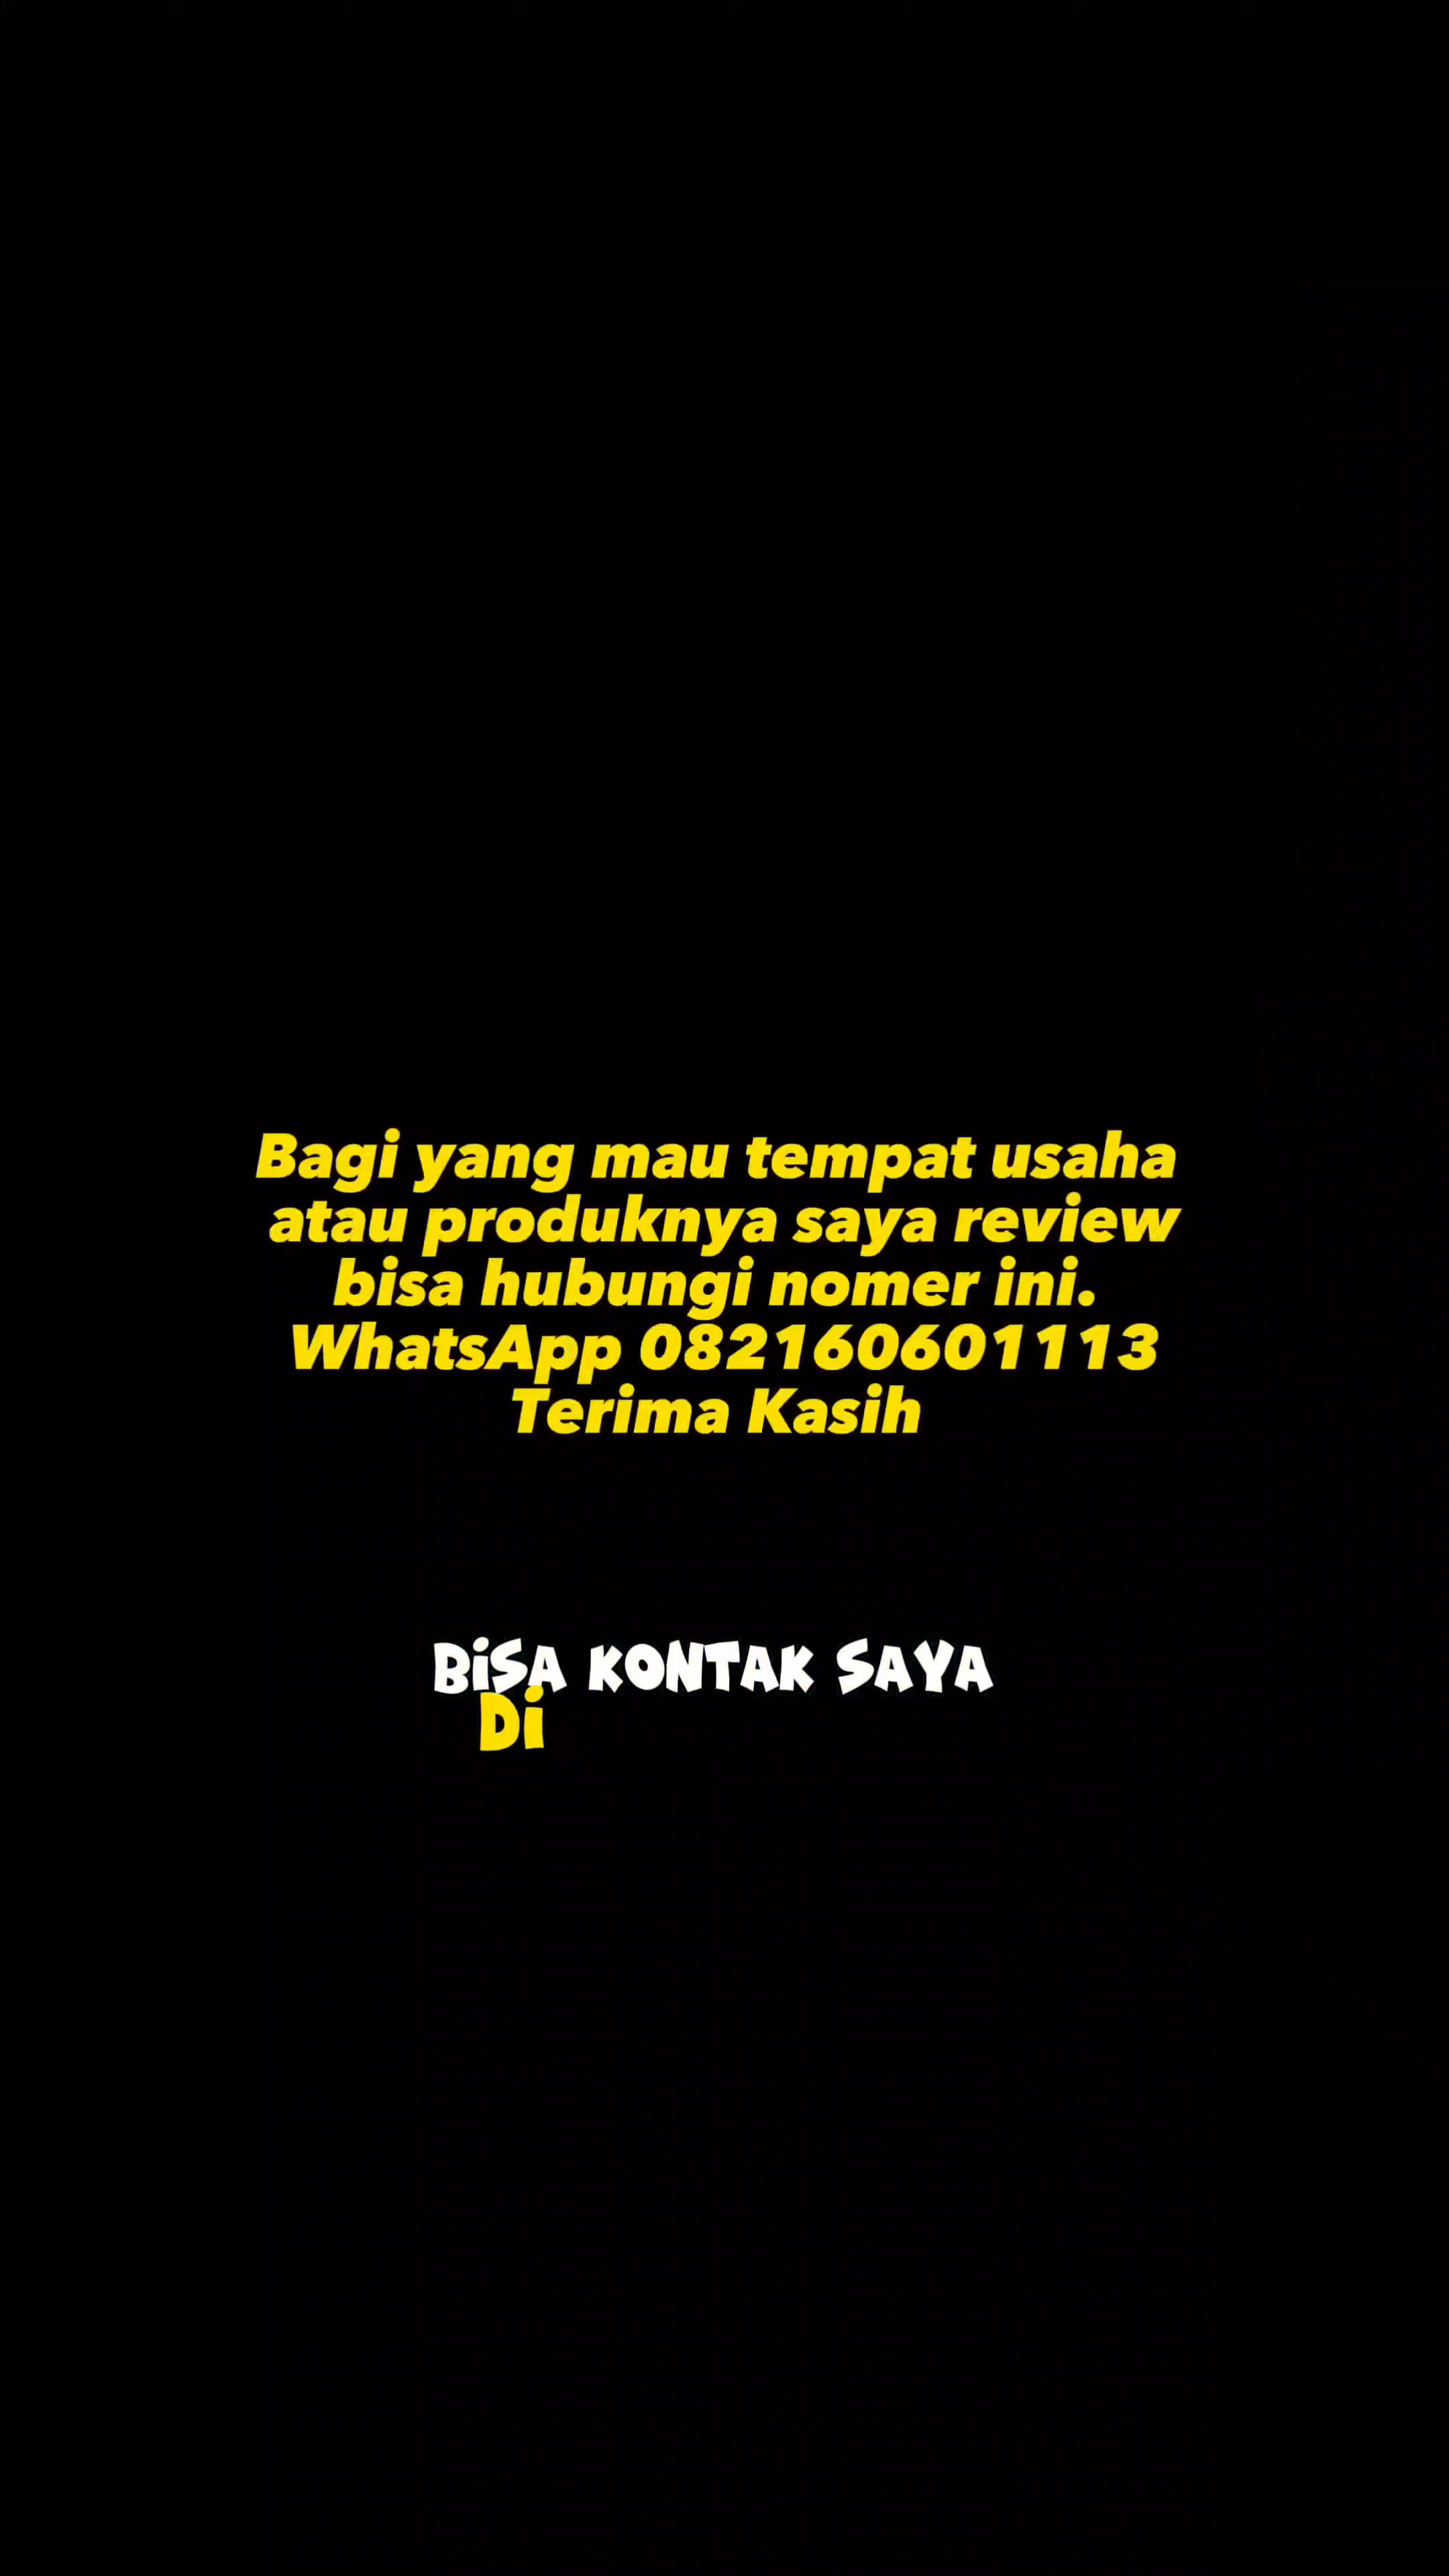 Bagi yang mau tempat usaha
atau produknya saya review
bisa hubungi nomer ini.
WhatsApp 082160601113
Terima Kasih
BiSA KONTAK SAYA
Di